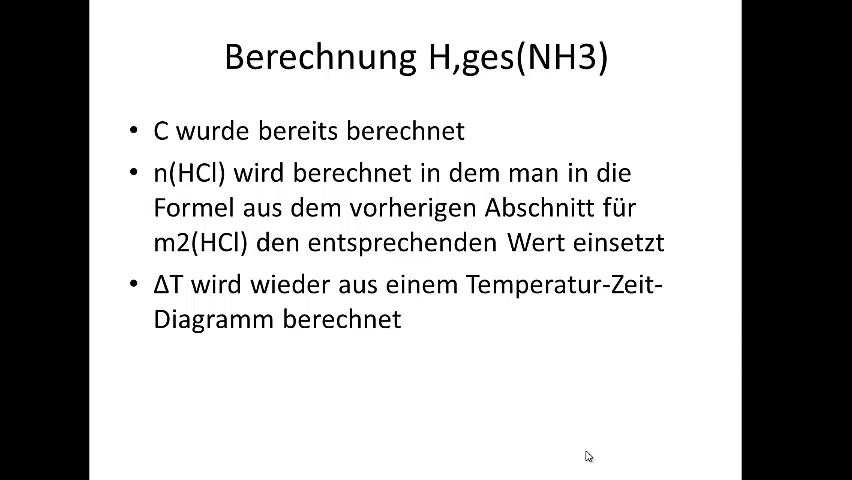 Berechnung H,ges(NH3)
• C wurde bereits berechnet
• n(HCl) wird berechnet in dem man in die
Formel aus dem vorherigen Abschnitt für
m2(HCl) den entsprechenden Wert einsetzt
• ΔT wird wieder aus einem Temperatur-Zeit-
Diagramm berechnet